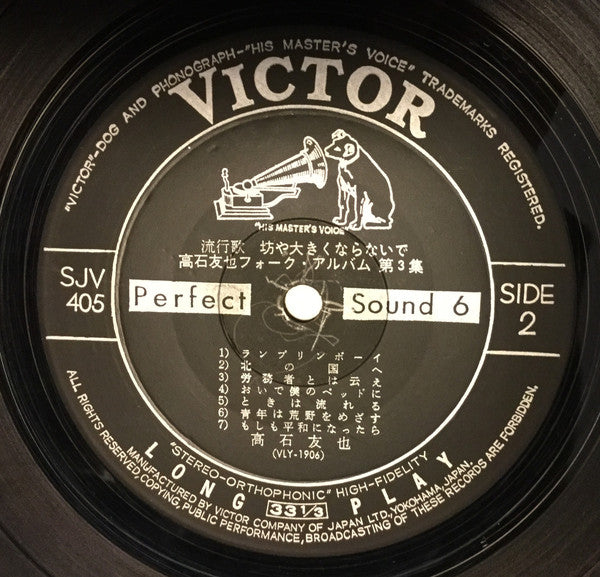 "VICTOR"–DOG AND PHONOGRAPH–"HIS MASTER'S VOICE" TRADEMARKS REGISTERED.
VICTOR
"HIS MASTER'S VOICE"
流行歌 坊や大きくならないで
高石友也フォーク・アルバム 第3集
SJV
405
Perfect Sound 6
SIDE
2
1) ランブリンボーイ
2) 北の国へ
3) 労務者とは云え
4) おいで僕のベッドに
5) ときは流れる
6) 青年は荒野をめざす
7) もしも平和になったら
高石友也
(VLY-1906)
"STEREO-ORTHOPHONIC" HIGH-FIDELITY
LONG 33 1/3 PLAY
MANUFACTURED BY VICTOR COMPANY OF JAPAN LTD., YOKOHAMA, JAPAN.
ALL RIGHTS RESERVED, COPYING, PUBLIC PERFORMANCE, BROADCASTING OF THESE RECORDS ARE FORBIDDEN.